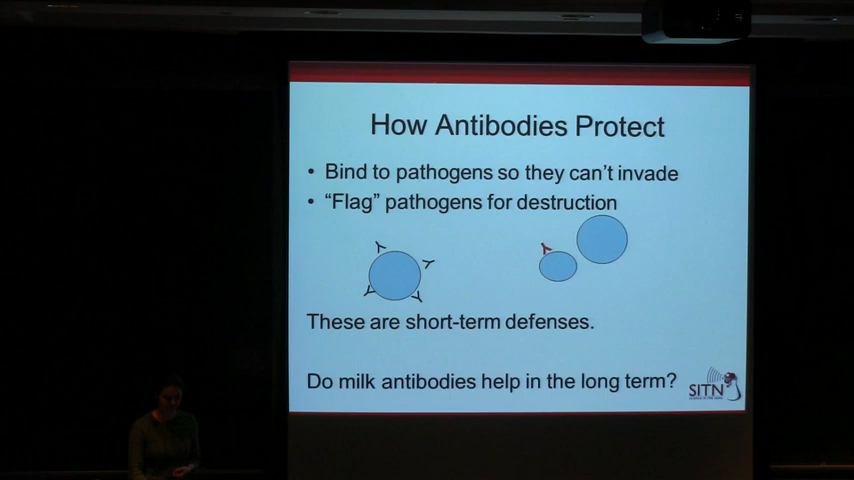 How Antibodies Protect
• Bind to pathogens so they can't invade
• “Flag” pathogens for destruction
These are short-term defenses.
Do milk antibodies help in the long term?
SITN